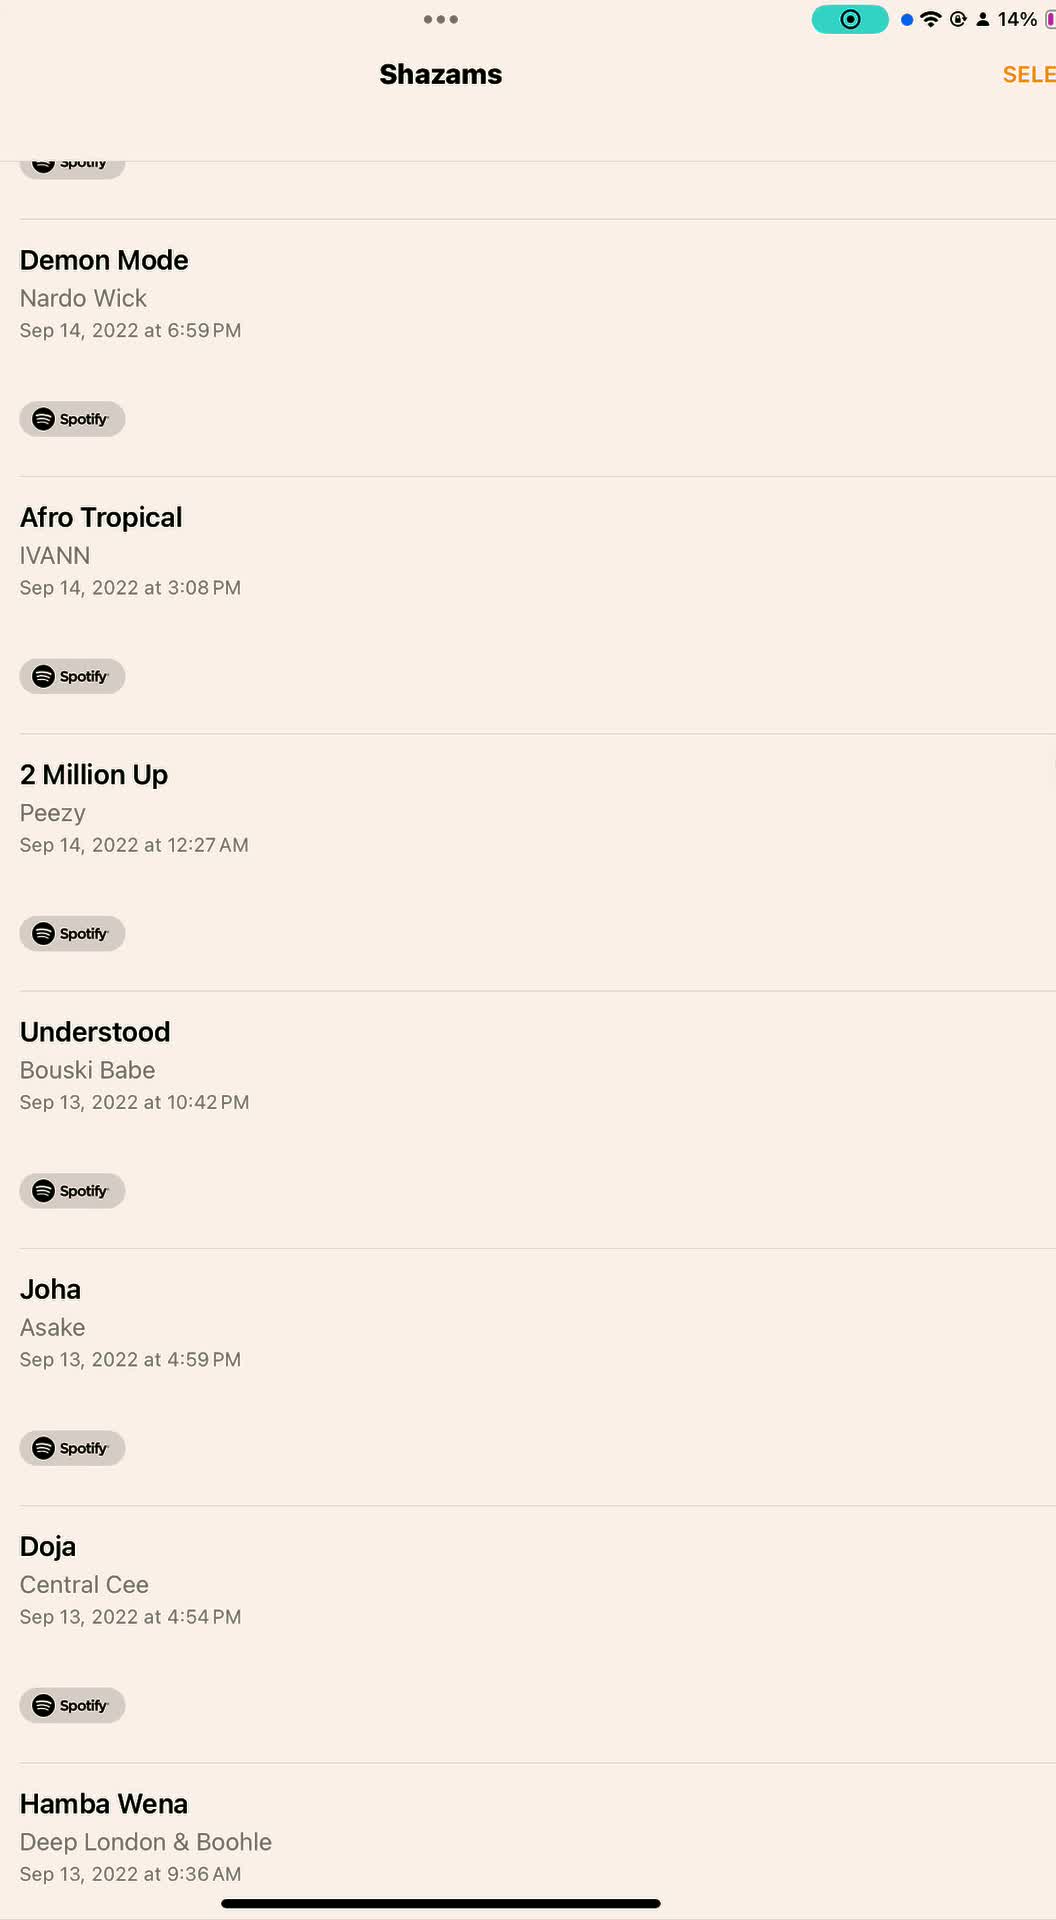 14%
Shazams
SELE
Spotify
Demon Mode
Nardo Wick
Sep 14, 2022 at 6:59 PM
Spotify
Afro Tropical
IVANN
Sep 14, 2022 at 3:08 PM
Spotify
2 Million Up
Peezy
Sep 14, 2022 at 12:27 AM
Spotify
Understood
Bouski Babe
Sep 13, 2022 at 10:42 PM
Spotify
Joha
Asake
Sep 13, 2022 at 4:59 PM
Spotify
Doja
Central Cee
Sep 13, 2022 at 4:54 PM
Spotify
Hamba Wena
Deep London & Boohle
Sep 13, 2022 at 9:36 AM